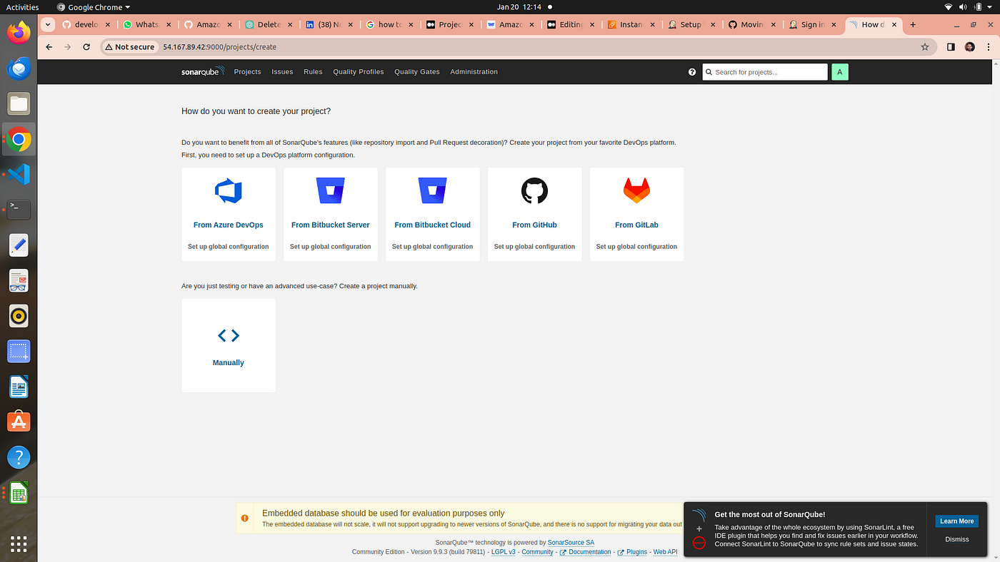 Activities
Google Chrome
Jan 20 12:14
develo
Whats
Amazo
Delete
(38) No
how to
Project
Amazo
Editing
Instan
Setup
Movin
Sign in
How d
Not secure
54.167.89.42:9000/projects/create
sonarqube
Projects
Issues
Rules
Quality Profiles
Quality Gates
Administration
Search for projects...
A
How do you want to create your project?
Do you want to benefit from all of SonarQube's features (like repository import and Pull Request decoration)? Create your project from your favorite DevOps platform.
First, you need to set up a DevOps platform configuration.
From Azure DevOps
Set up global configuration
From Bitbucket Server
Set up global configuration
From Bitbucket Cloud
Set up global configuration
From GitHub
Set up global configuration
From GitLab
Set up global configuration
Are you just testing or have an advanced use-case? Create a project manually.
Manually
Embedded database should be used for evaluation purposes only
The embedded database will not scale, it will not support upgrading to newer versions of SonarQube, and there is no support for migrating your data out
SonarQube™ technology is powered by SonarSource SA
Community Edition - Version 9.9.3 (build 79811) - LGPL v3 - Community - Documentation - Plugins - Web API
Get the most out of SonarQube!
Take advantage of the whole ecosystem by using SonarLint, a free
IDE plugin that helps you find and fix issues earlier in your workflow.
Connect SonarLint to SonarQube to sync rule sets and issue states.
Learn More
Dismiss